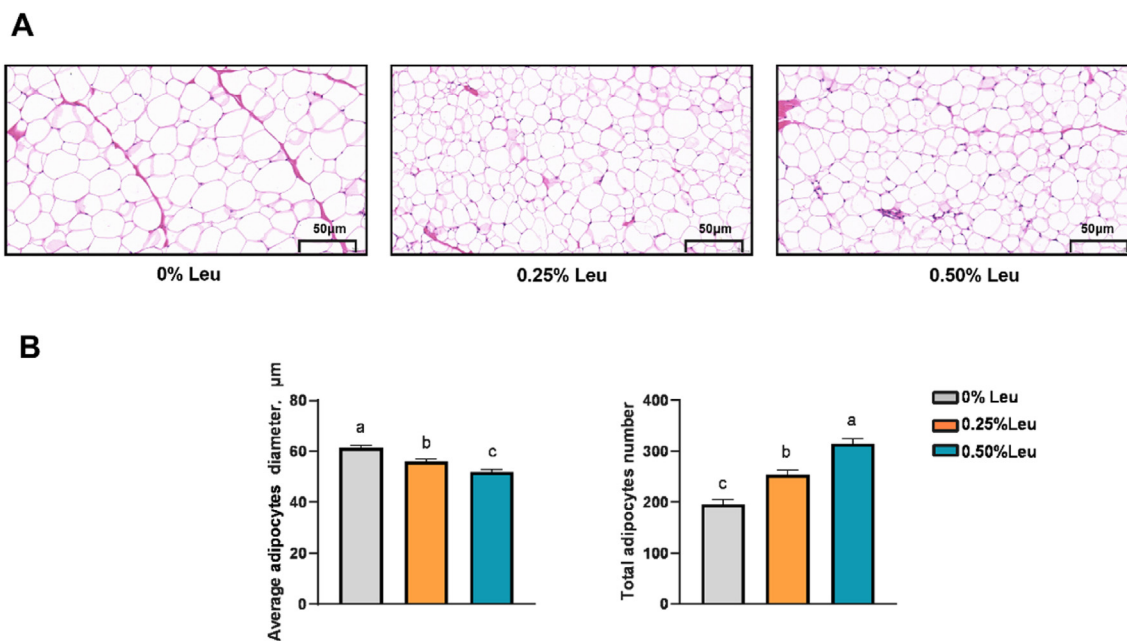 A
50µm
50µm
50µm
0% Leu
0.25% Leu
0.50% Leu
B
Average adipocytes diameter, µm
80
60
40
20
0
a
b
c
Total adipocytes number
400
300
200
100
0
c
b
a
0% Leu
0.25%Leu
0.50%Leu